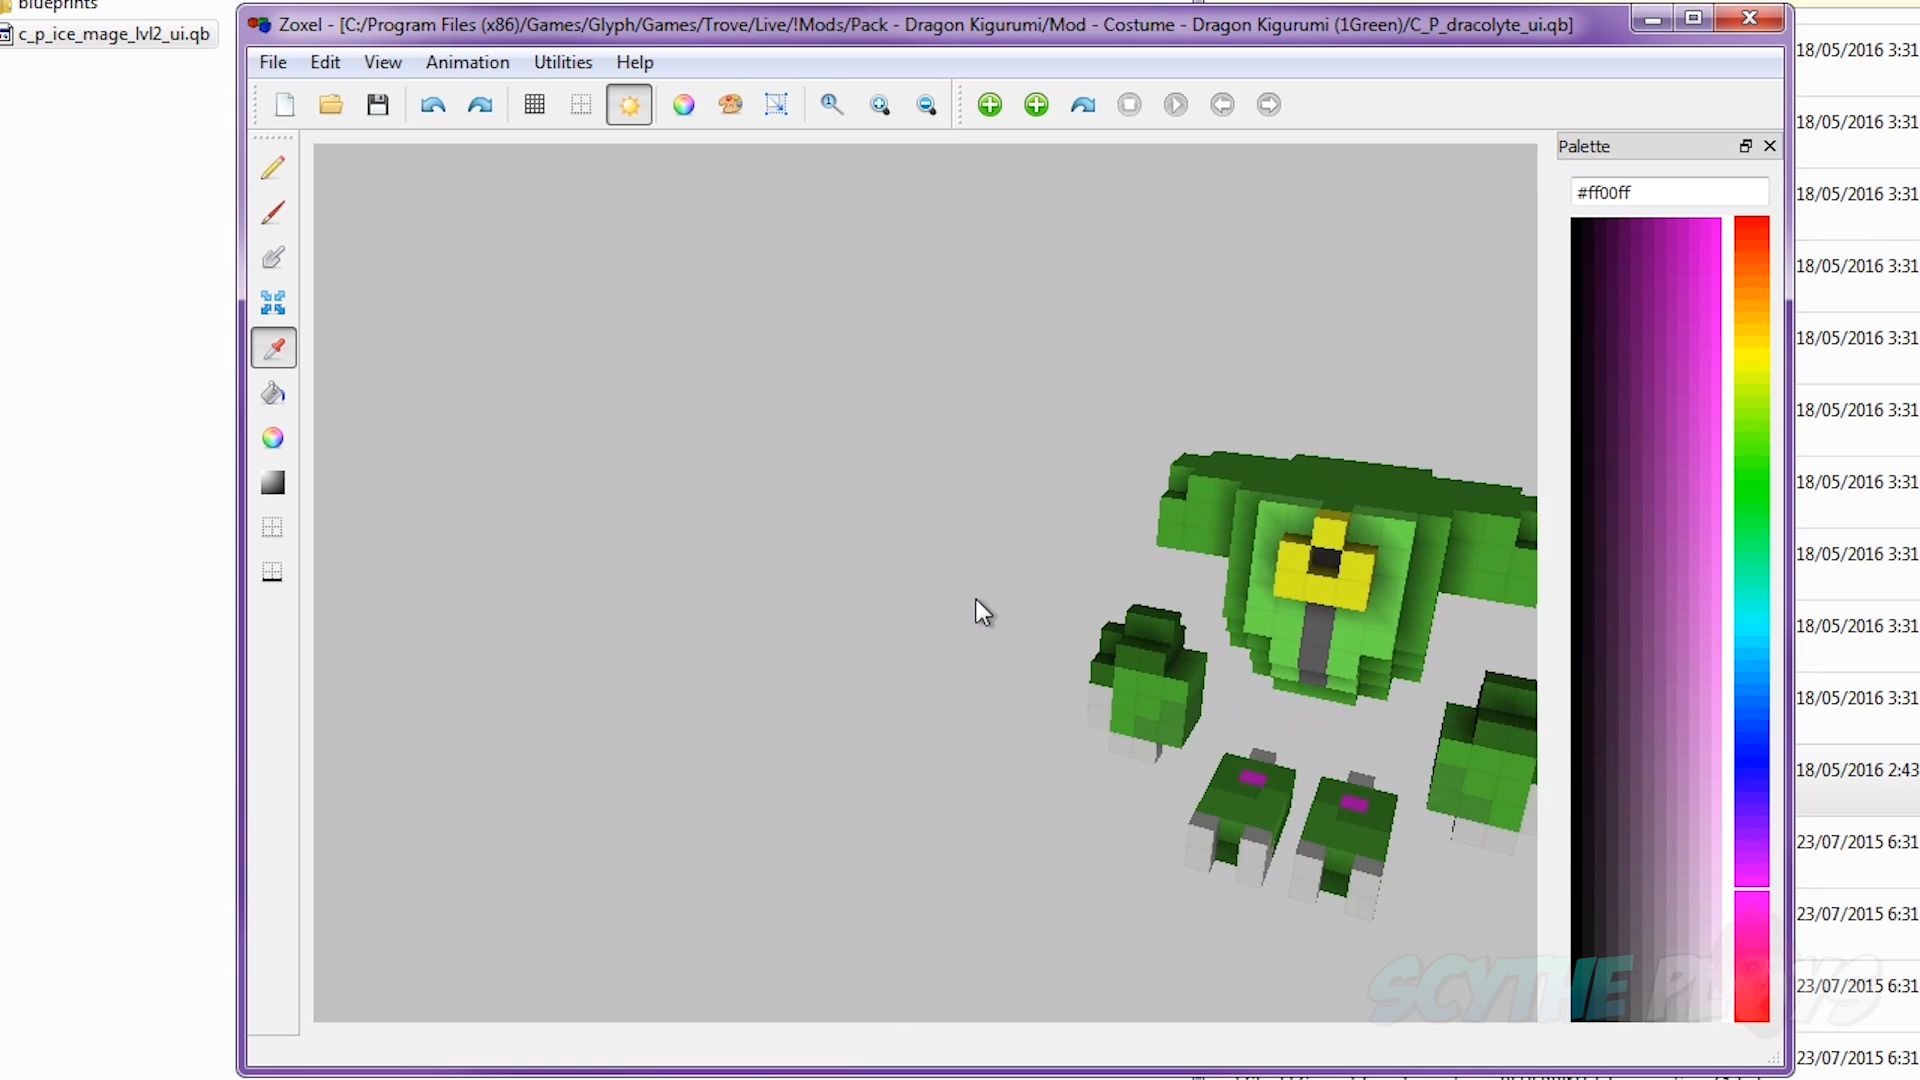 blueprints
c_p_ice_mage_lvl2_ui.qb
Zoxel - [C:/Program Files (x86)/Games/Glyph/Games/Trove/Live/!Mods/Pack - Dragon Kigurumi/Mod - Costume - Dragon Kigurumi (1Green)/C_P_dracolyte_ui.qb]
File Edit View Animation Utilities Help
Palette
#ff00ff
18/05/2016 3:31
18/05/2016 3:31
18/05/2016 3:31
18/05/2016 3:31
18/05/2016 3:31
18/05/2016 3:31
18/05/2016 3:31
18/05/2016 3:31
18/05/2016 3:31
18/05/2016 3:31
18/05/2016 2:43
23/07/2015 6:31
23/07/2015 6:31
23/07/2015 6:31
23/07/2015 6:31
SCYTHE PLAYS